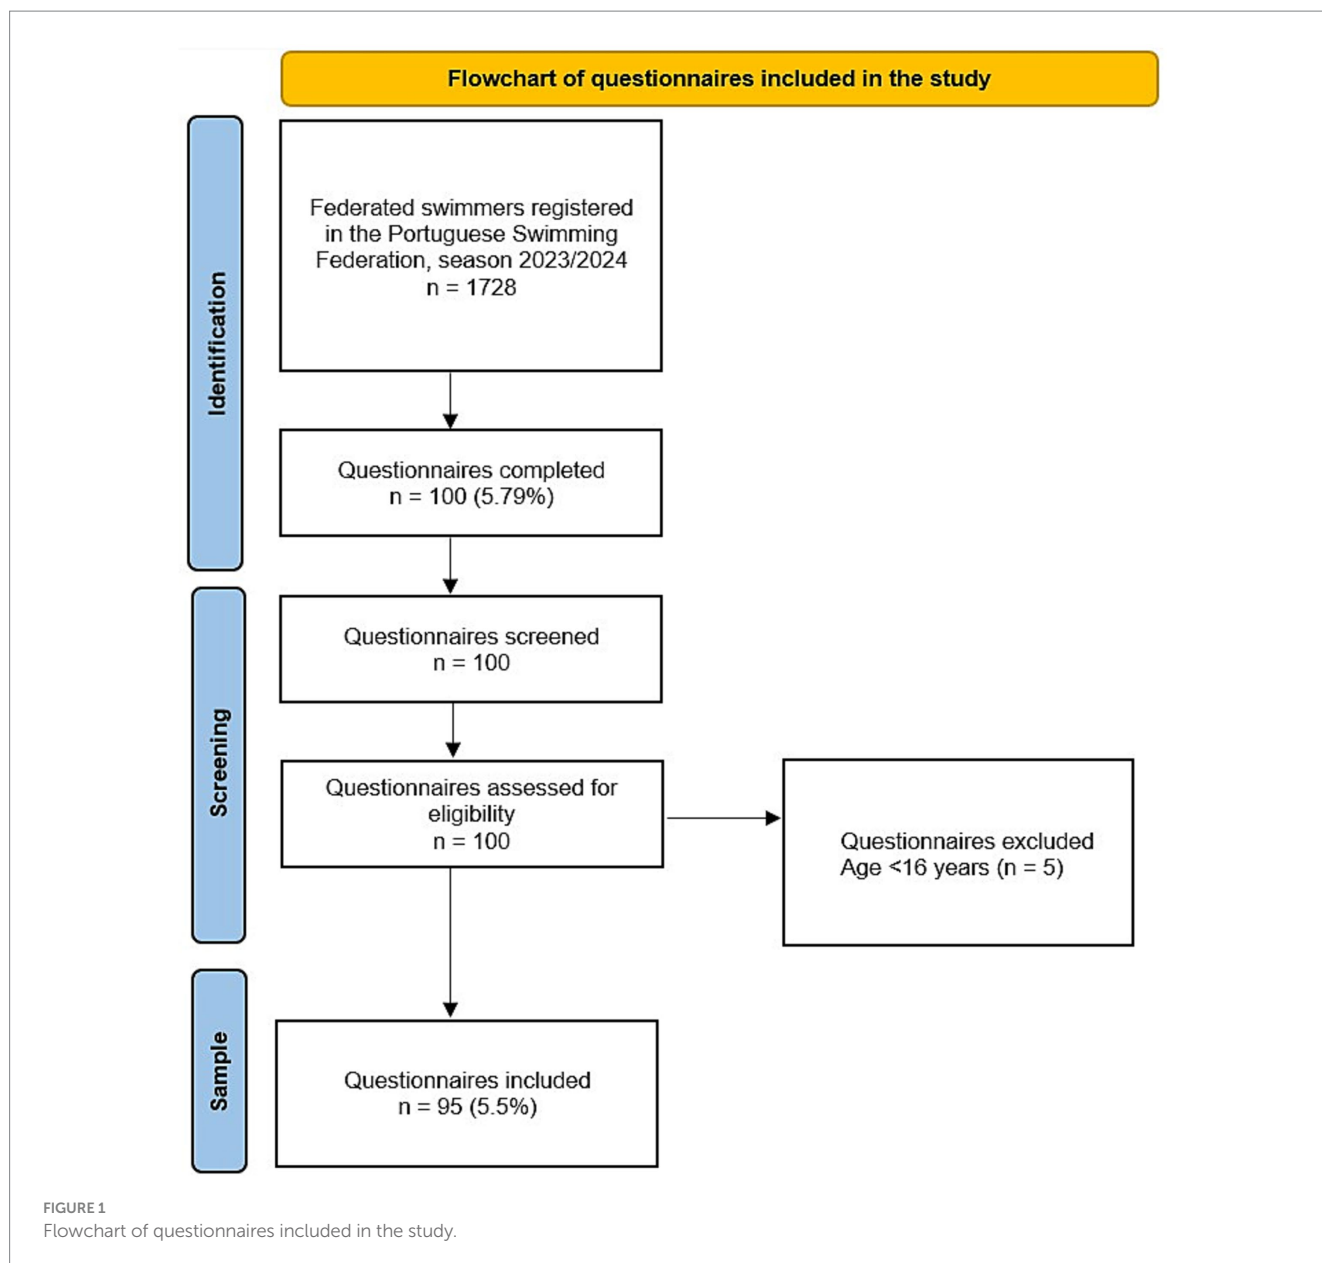 Flowchart of questionnaires included in the study
Identification
Federated swimmers registered
in the Portuguese Swimming
Federation, season 2023/2024
n = 1728
Questionnaires completed
n = 100 (5.79%)
Screening
Questionnaires screened
n = 100
Questionnaires assessed for
eligibility
n = 100
Questionnaires excluded
Age <16 years (n = 5)
Sample
Questionnaires included
n = 95 (5.5%)
FIGURE 1
Flowchart of questionnaires included in the study.